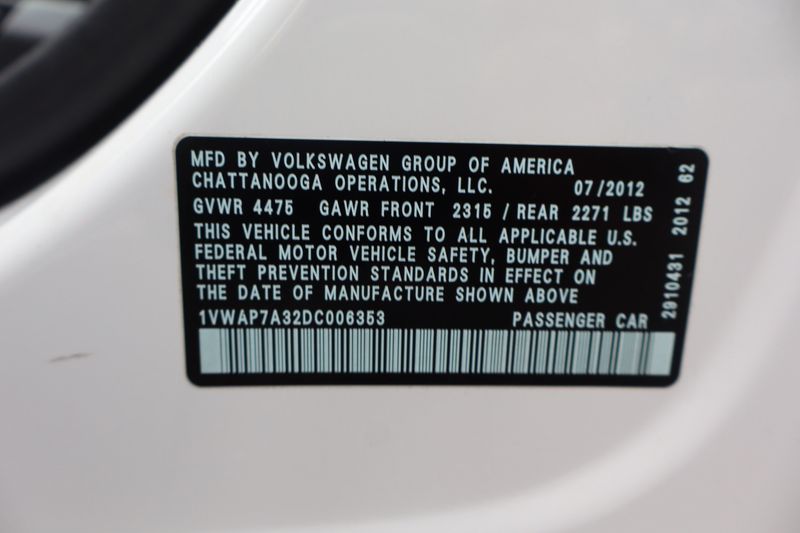 MFD BY VOLKSWAGEN GROUP OF AMERICA
CHATTANOOGA OPERATIONS, LLC. 07/2012
GVWR 4475 GAWR FRONT 2315 / REAR 2271 LBS
THIS VEHICLE CONFORMS TO ALL APPLICABLE U.S.
FEDERAL MOTOR VEHICLE SAFETY, BUMPER AND
THEFT PREVENTION STANDARDS IN EFFECT ON
THE DATE OF MANUFACTURE SHOWN ABOVE
1VWAP7A32DC006353 PASSENGER CAR
2910431 2012 62